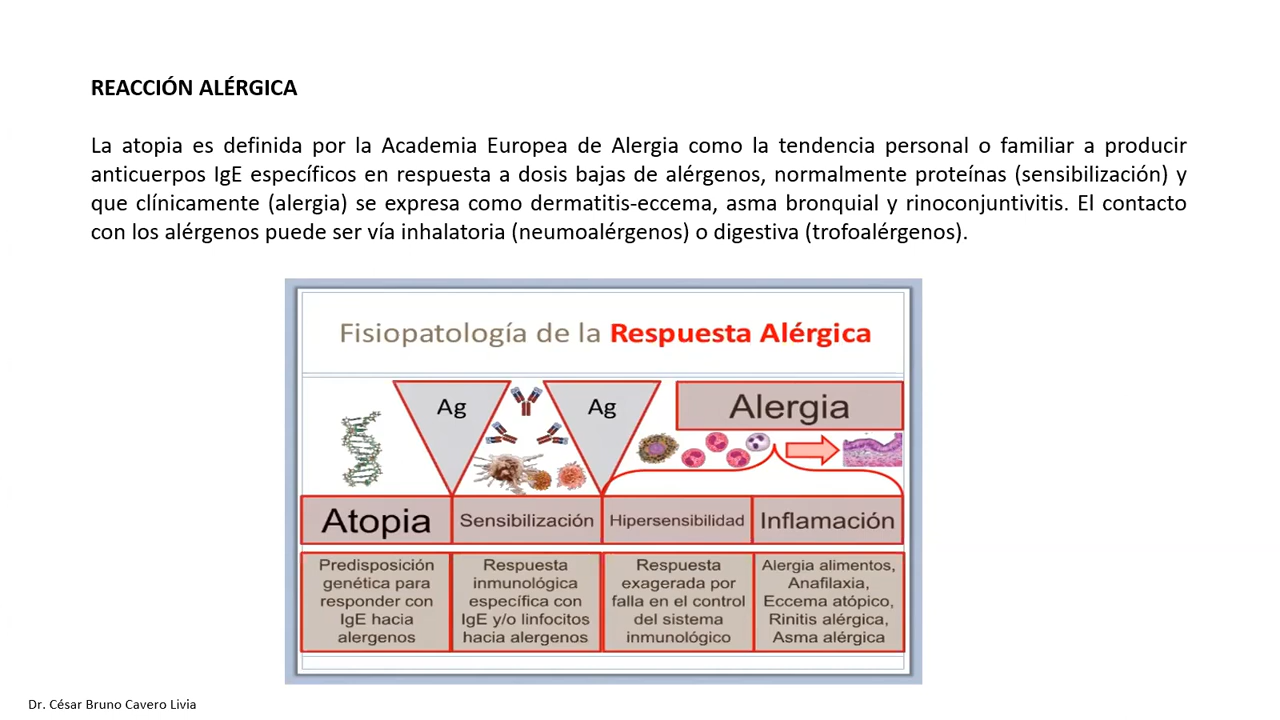 REACCIÓN ALÉRGICA
La atopia es definida por la Academia Europea de Alergia como la tendencia personal o familiar a producir
anticuerpos IgE específicos en respuesta a dosis bajas de alérgenos, normalmente proteínas (sensibilización) y
que clínicamente (alergia) se expresa como dermatitis-eccema, asma bronquial y rinoconjuntivitis. El contacto
con los alérgenos puede ser vía inhalatoria (neumoalérgenos) o digestiva (trofoalérgenos).
Fisiopatología de la Respuesta Alérgica
Ag
Ag
Alergia
Atopia
Sensibilización
Hipersensibilidad
Inflamación
Predisposición
genética para
responder con
IgE hacia
alergenos
Respuesta
inmunológica
específica con
IgE y/o linfocitos
hacia alergenos
Respuesta
exagerada por
falla en el control
del sistema
inmunológico
Alergia alimentos,
Anafilaxia,
Eccema atópico,
Rinitis alérgica,
Asma alérgica
Dr. César Bruno Cavero Livia